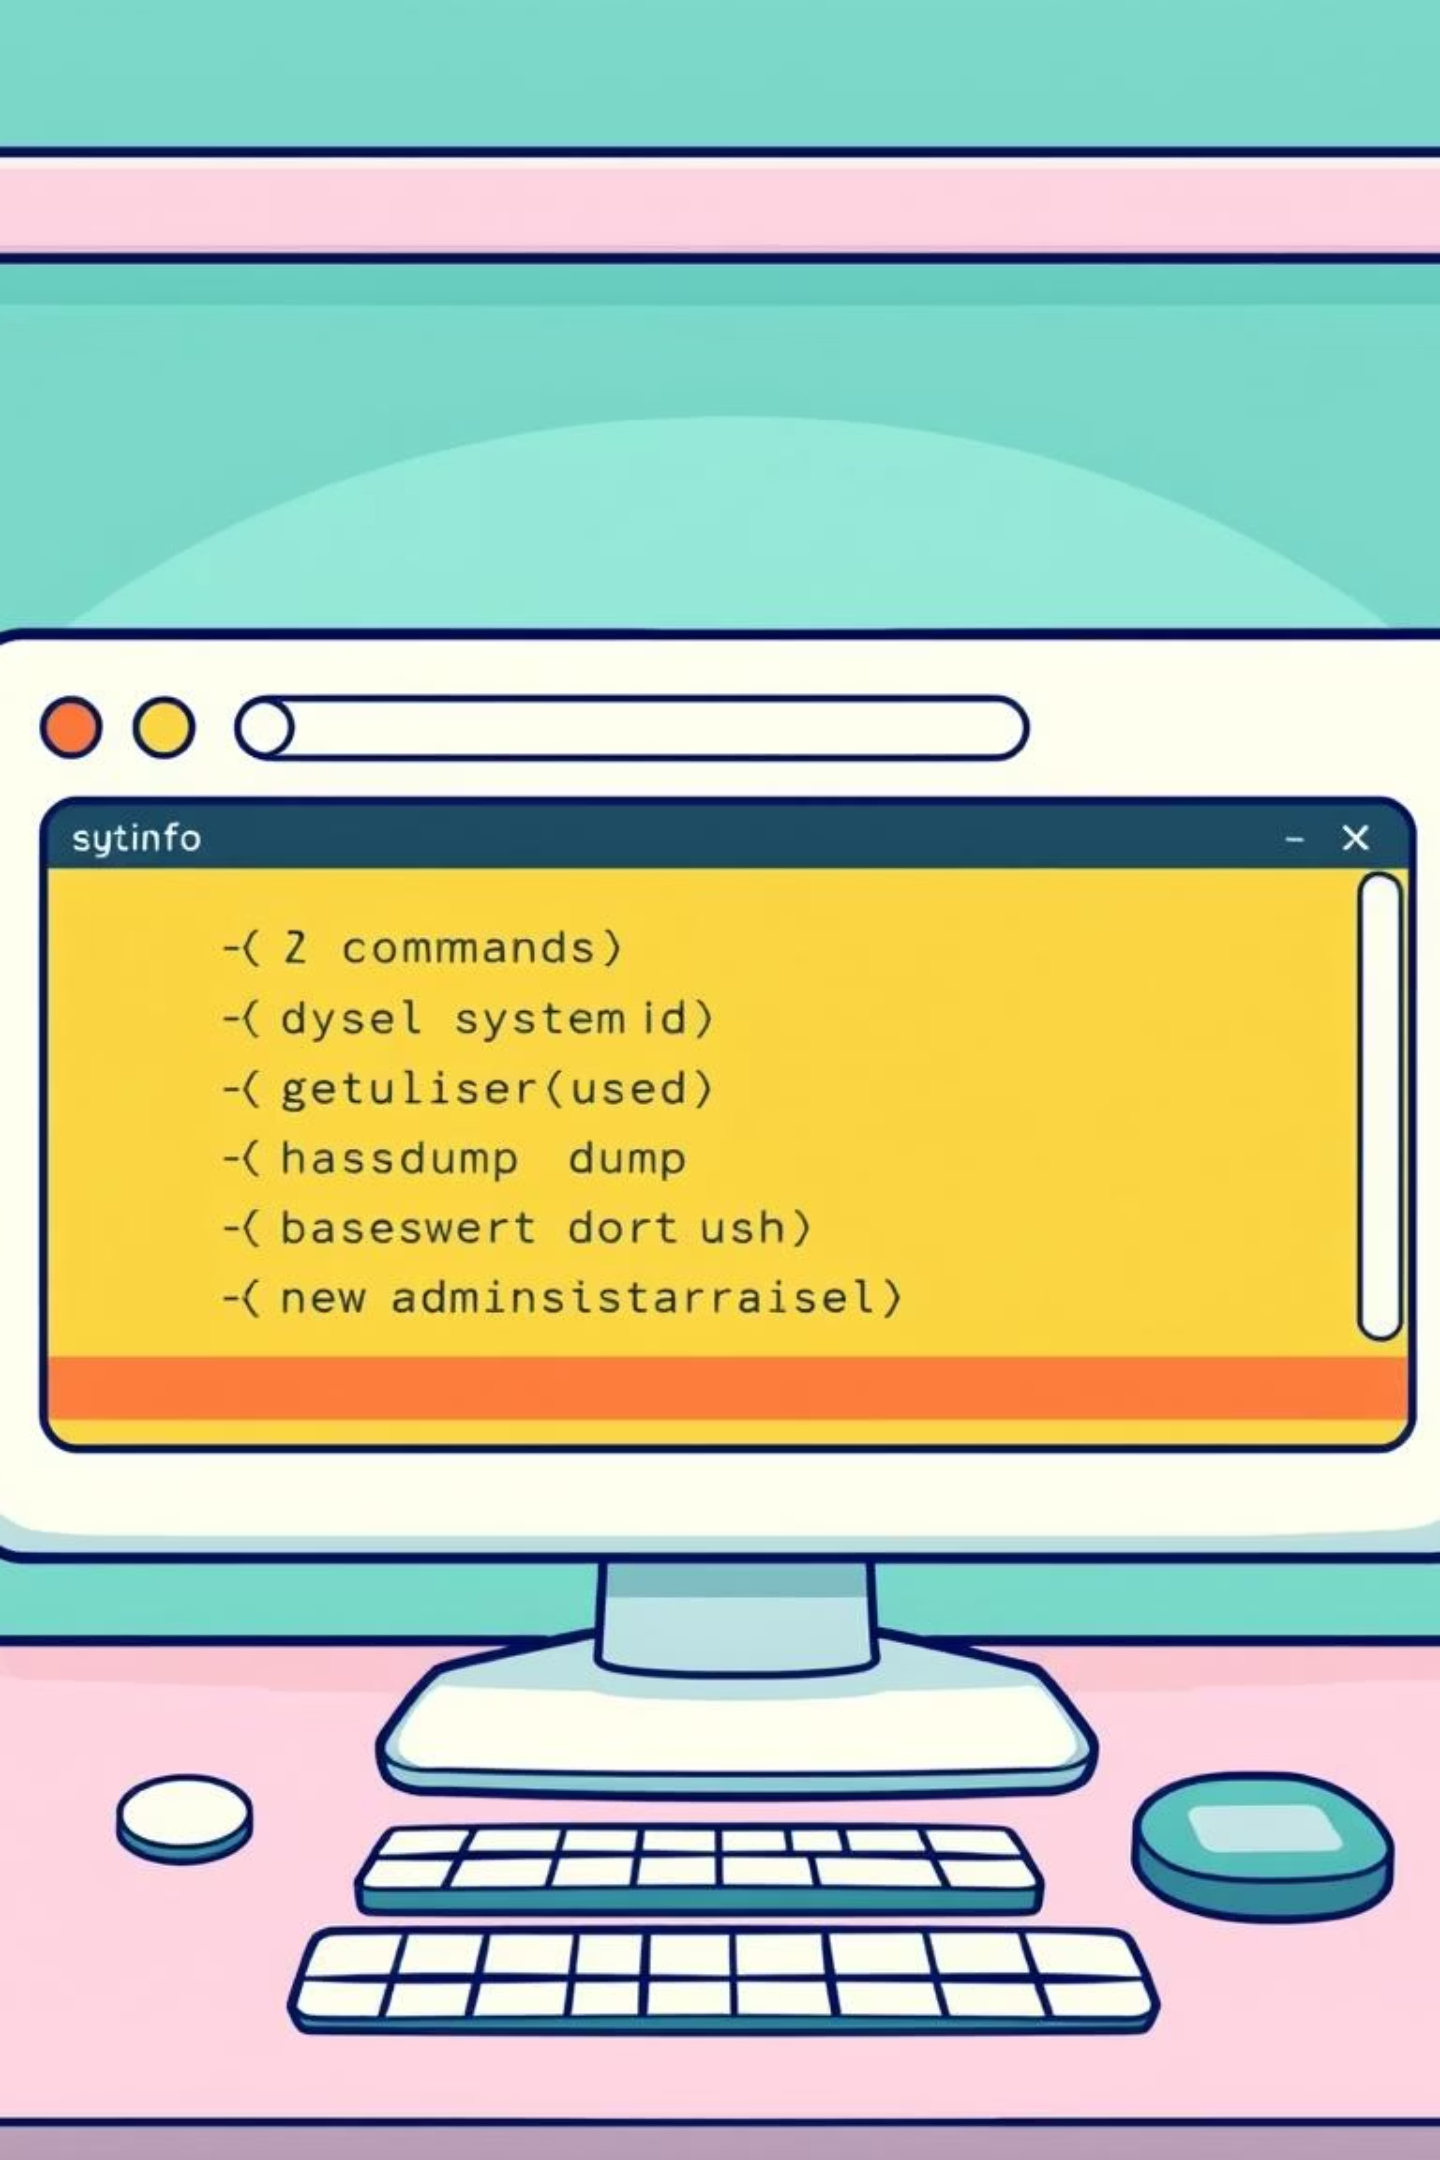 sytinfo
-( 2 commands)
-( dysel system id)
-( getuliser(used)
-( hassdump dump
-( baseswert dort ush)
-( new adminsistarraisel)